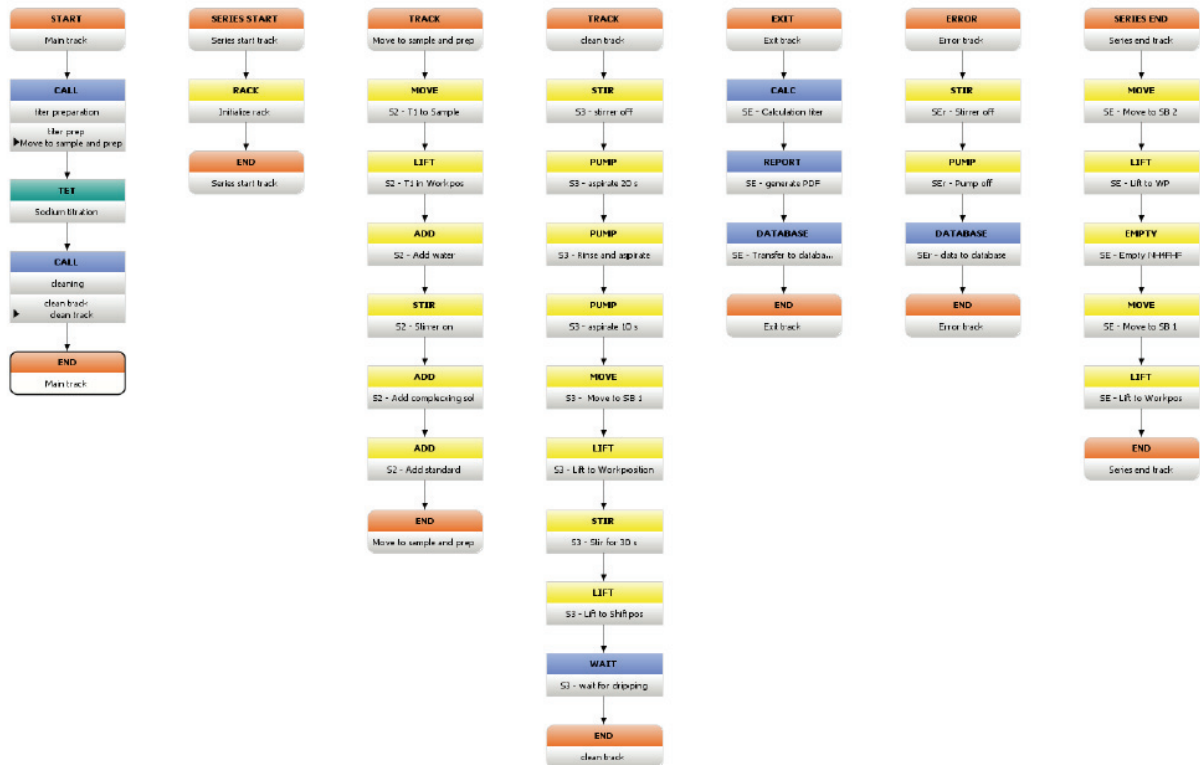 START
Main track
CALL
titer preparation
titer prep
Move to sample and prep
TET
Sodium titration
CALL
cleaning
clean track
clean track
END
Main track
SERIES START
Series start track
RACK
Initialize rack
END
Series start track
TRACK
Move to sample and prep
MOVE
S2 - T1 to Sample
LIFT
S2 - T1 in Workpos
ADD
S2 - Add water
STIR
S2 - Stirrer on
ADD
S2 - Add complexing sol
ADD
S2 - Add standard
END
Move to sample and prep
TRACK
clean track
STIR
S3 - stirrer off
PUMP
S3 - aspirate 20 s
PUMP
S3 - Rinse and aspirate
PUMP
S3 - aspirate 10 s
MOVE
S3 - Move to SB 1
LIFT
S3 - Lift to Workposition
STIR
S3 - Stir for 30 s
LIFT
S3 - Lift to Shiftpos
WAIT
S3 - wait for dripping
END
clean track
EXIT
Exit track
CALC
SE - Calculation titer
REPORT
SE - generate PDF
DATABASE
SE - Transfer to databa...
END
Exit track
ERROR
Error track
STIR
SEr - Stirrer off
PUMP
SEr - Pump off
DATABASE
SEr - data to database
END
Error track
SERIES END
Series end track
MOVE
SE - Move to SB 2
LIFT
SE - Lift to WP
EMPTY
SE - Empty
MOVE
SE - Move to SB 1
LIFT
SE - Lift to Workpos
END
Series end track